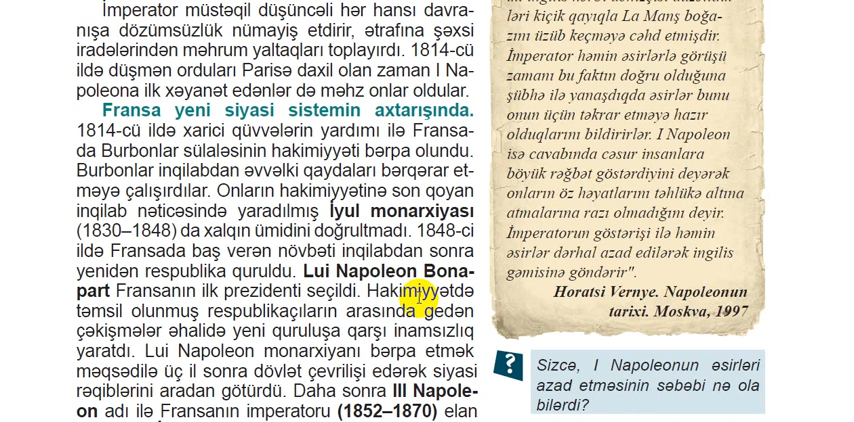 İmperator müstəqil düşüncəli hər hansı davra-
nışa dözümsüzlük nümayiş etdirir, ətrafına şəxsi
iradələrindən məhrum yaltaqları toplayırdı. 1814-cü
ildə düşmən orduları Parisə daxil olan zaman I Na-
poleona ilk xəyanət edənlər də məhz onlar oldular.
Fransa yeni siyasi sistemin axtarışında.
1814-cü ildə xarici qüvvələrin yardımı ilə Fransa-
da Burbonlar sülaləsinin hakimiyyəti bərpa olundu.
Burbonlar inqilabdan əvvəlki qaydaları bərqərar et-
məyə çalışırdılar. Onların hakimiyyətinə son qoyan
inqilab nəticəsində yaradılmış İyul monarxiyası
(1830–1848) da xalqın ümidini doğrultmadı. 1848-ci
ildə Fransada baş verən növbəti inqilabdan sonra
yenidən respublika quruldu. Lui Napoleon Bona-
part Fransanın ilk prezidenti seçildi. Hakimiyyətdə
təmsil olunmuş respublikaçıların arasında gedən
çəkişmələr əhalidə yeni quruluşa qarşı inamsızlıq
yaratdı. Lui Napoleon monarxiyanı bərpa etmək
məqsədilə üç il sonra dövlət çevrilişi edərək siyasi
rəqiblərini aradan götürdü. Daha sonra III Napole-
on adı ilə Fransanın imperatoru (1852–1870) elan
ləri kiçik qayıqla La Manş boğa-
zını üzüb keçməyə cəhd etmişdir.
İmperator həmin əsirlərlə görüşü
zamanı bu faktın doğru olduğuna
şübhə ilə yanaşdıqda əsirlər bunu
onun üçün təkrar etməyə hazır
olduqlarını bildirirlər. I Napoleon
isə cavabında cəsur insanlara
böyük rəğbət göstərdiyini deyərək
onların öz həyatlarını təhlükə altına
atmalarına razı olmadığını deyir.
İmperatorun göstərişi ilə həmin
əsirlər dərhal azad edilərək ingilis
gəmisinə göndərir".
Horatsi Vernye. Napoleonun
tarixi. Moskva, 1997
?
Sizcə, I Napoleonun əsirləri
azad etməsinin səbəbi nə ola
bilərdi?